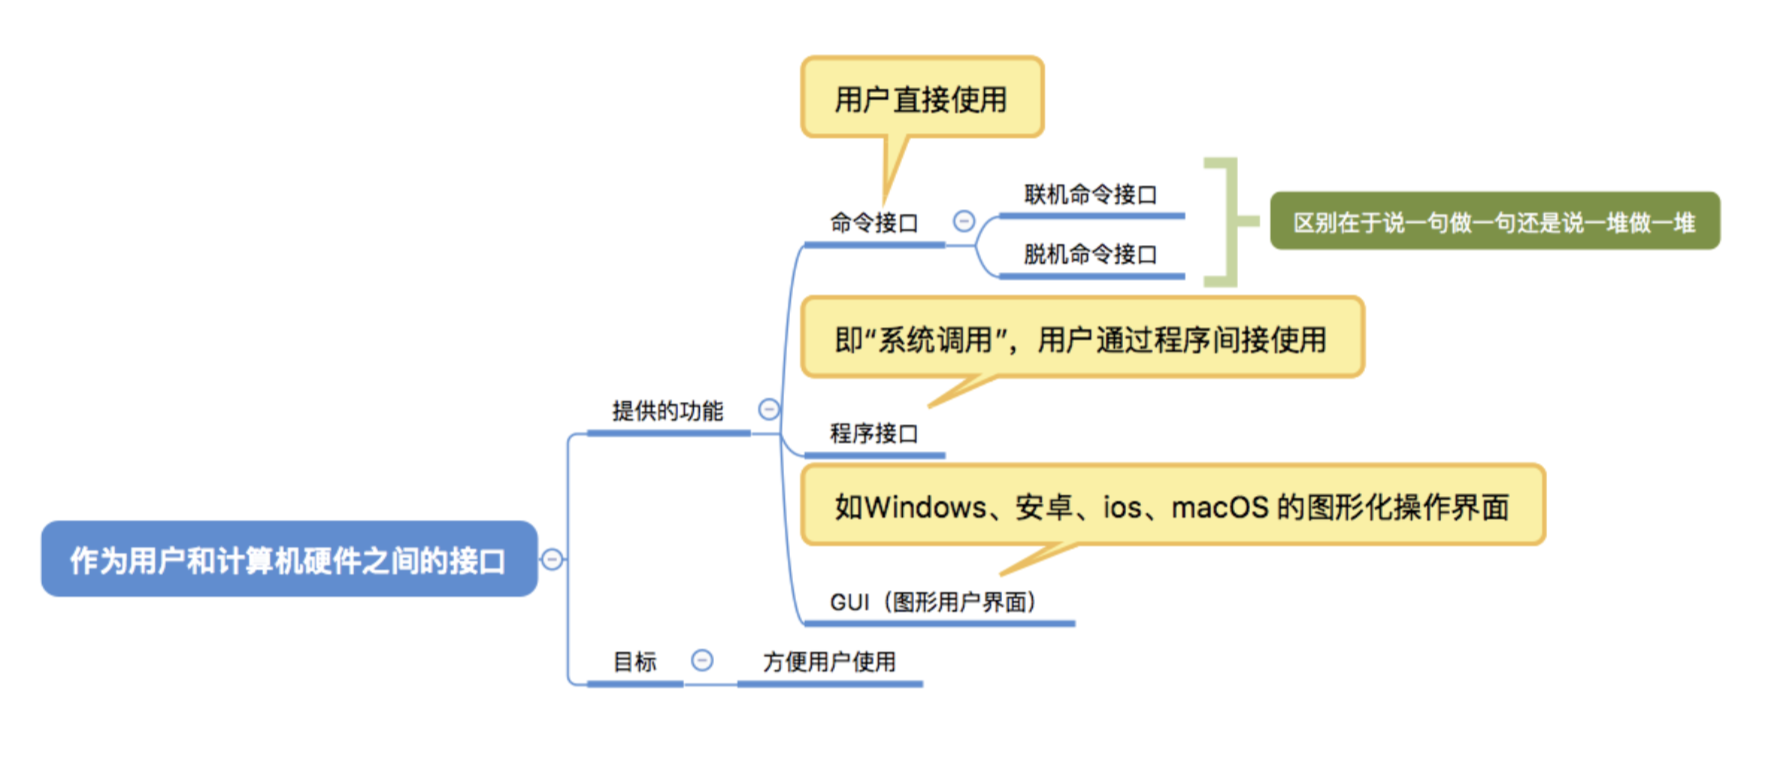 用户直接使用
联机命令接口
命令接口
区别在于说一句做一句还是说一堆做一堆
脱机命令接口
即“系统调用”，用户通过程序间接使用
提供的功能
程序接口
如Windows、安卓、ios、macOS 的图形化操作界面
作为用户和计算机硬件之间的接口
GUI（图形用户界面）
目标
方便用户使用